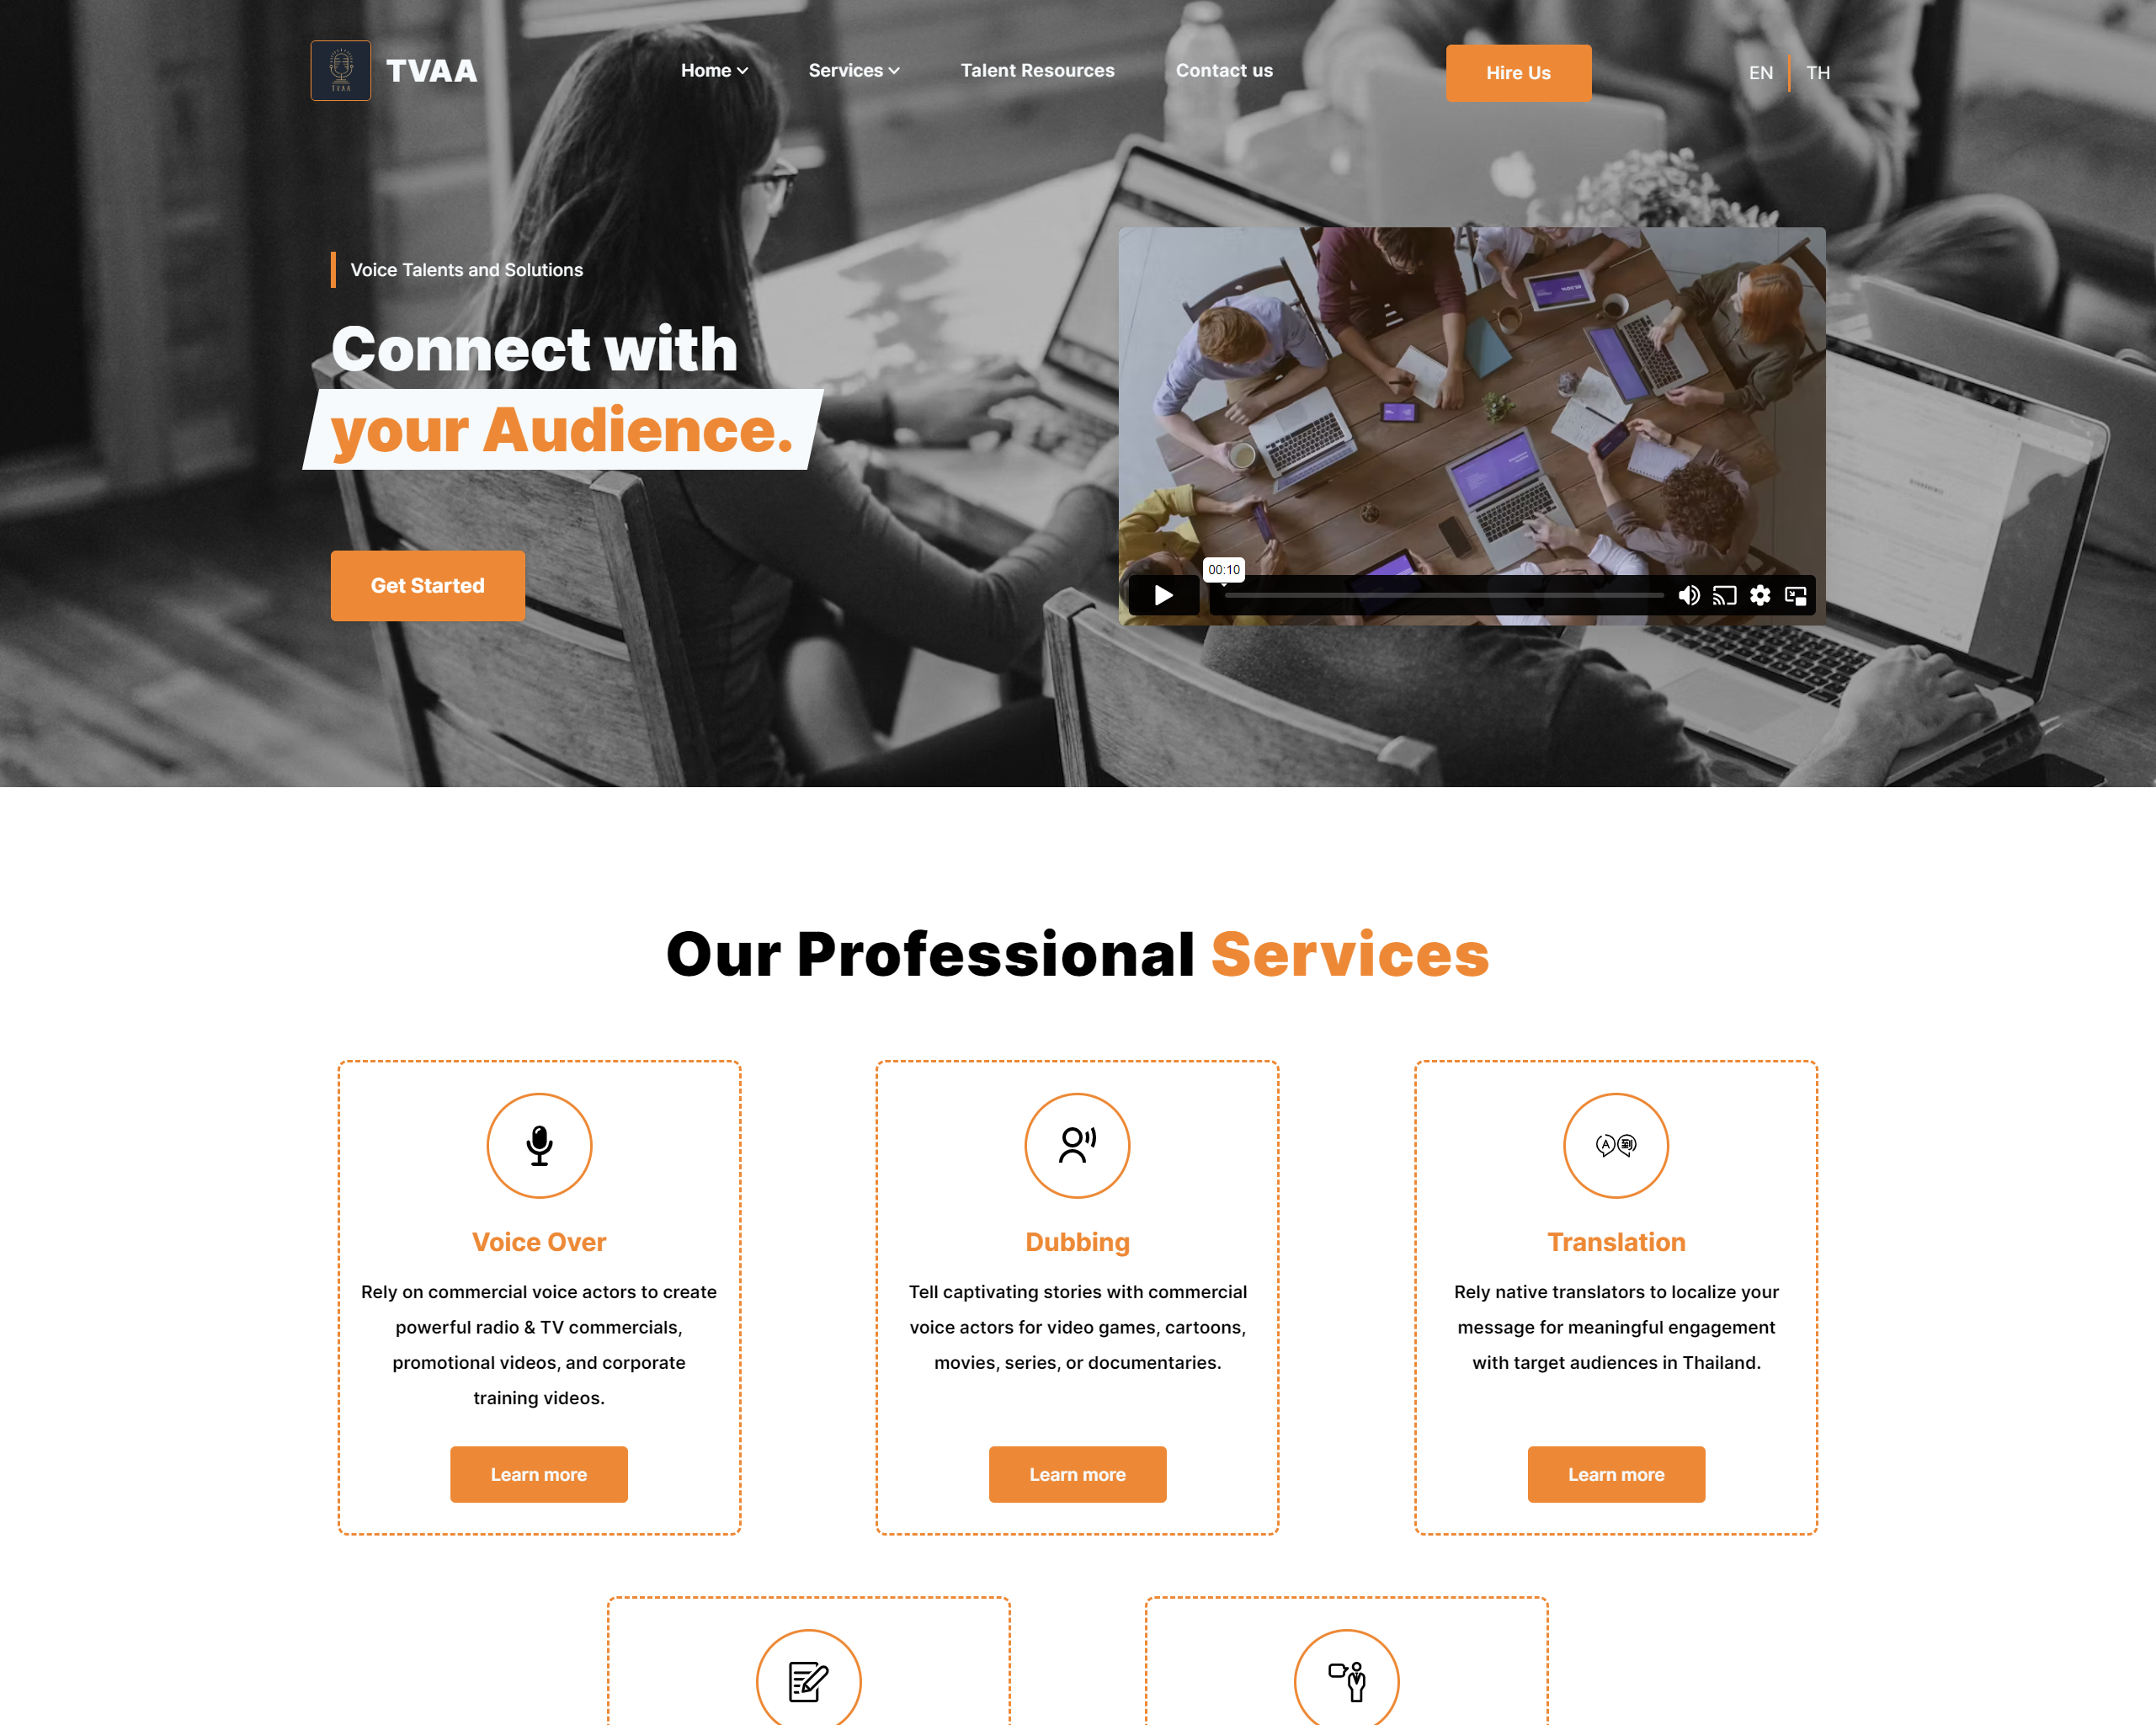 TVAA
TVAA
Home
Services
Talent Resources
Contact us
Hire Us
EN
TH
Voice Talents and Solutions
Connect with
your Audience.
Get Started
00:10
Our Professional Services
A 到
Voice Over
Rely on commercial voice actors to create
powerful radio & TV commercials,
promotional videos, and corporate
training videos.
Learn more
Dubbing
Tell captivating stories with commercial
voice actors for video games, cartoons,
movies, series, or documentaries.
Learn more
Translation
Rely native translators to localize your
message for meaningful engagement
with target audiences in Thailand.
Learn more